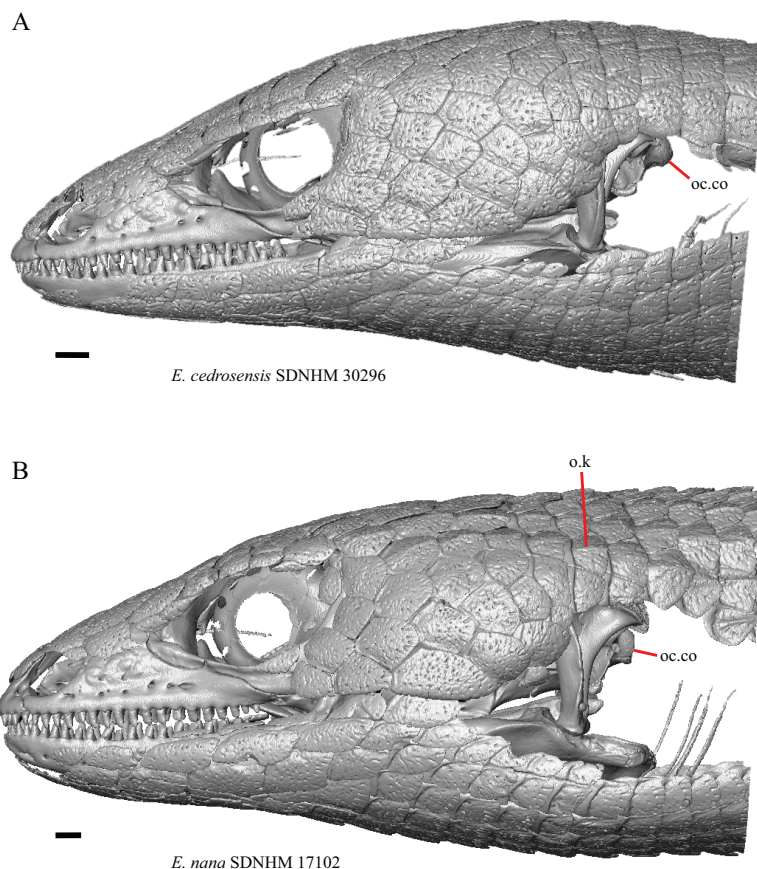 A
oc.co
E. cedrosensis SDNHM 30296
B
o.k
oc.co
E. nana SDNHM 17102